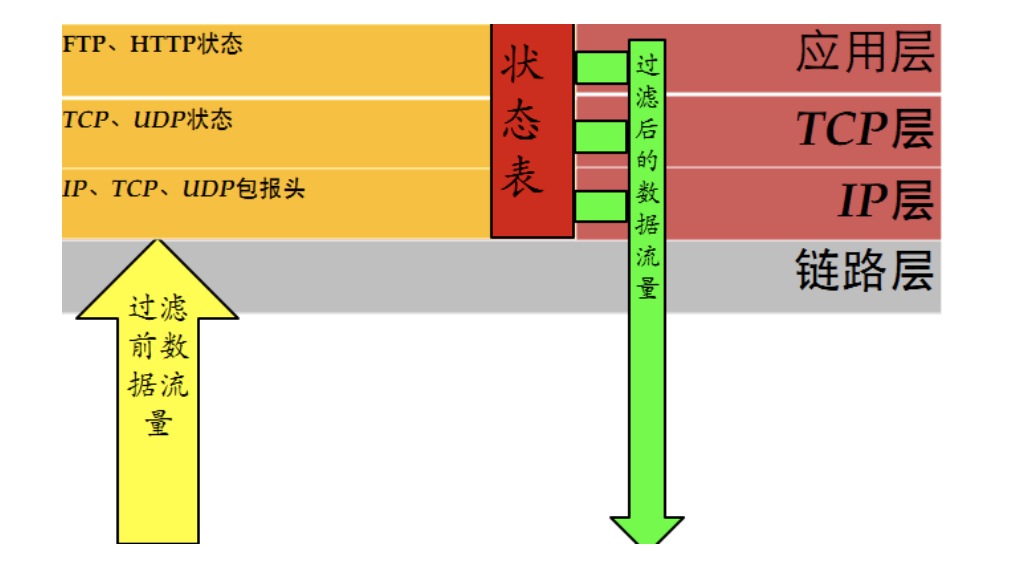 FTP、HTTP状态
TCP、UDP状态
IP、TCP、UDP包报头
状态表
过滤后的数据流量
应用层
TCP层
IP层
链路层
过滤
前数
据流
量